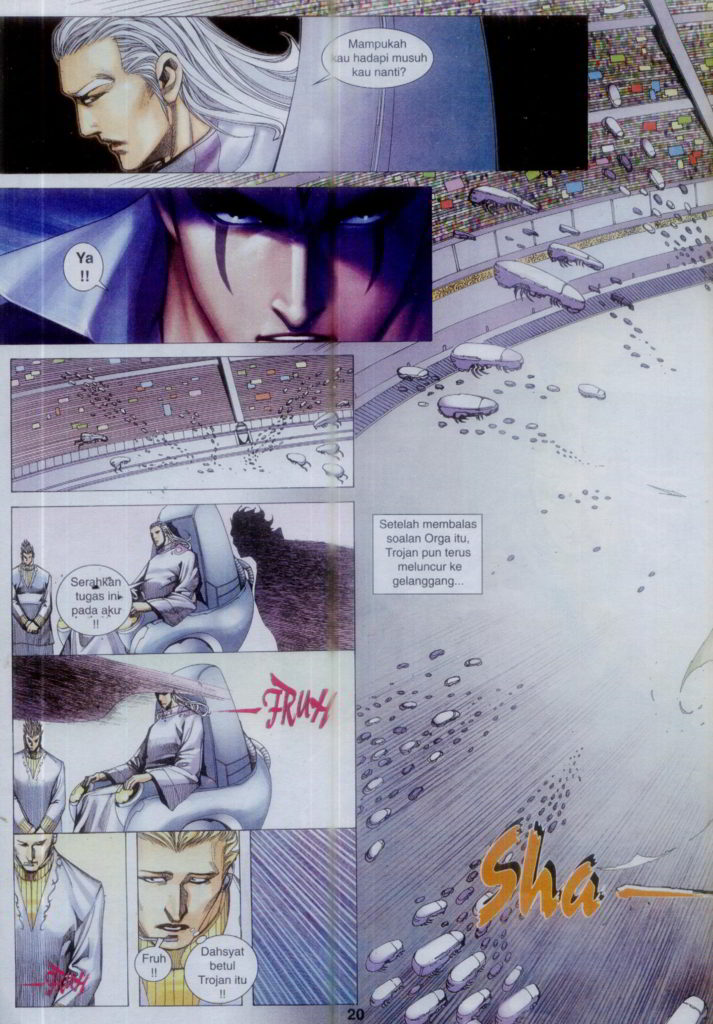 Mampukah
kau hadapi musuh
kau nanti?
Ya
!!
Serahkan
tugas ini
pada aku
!!
FRUH
FRUH
Fruh
!!
Dahsyat
betul
Trojan itu
!!
Setelah membalas
soalan Orga itu,
Trojan pun terus
meluncur ke
gelanggang...
Sha
20